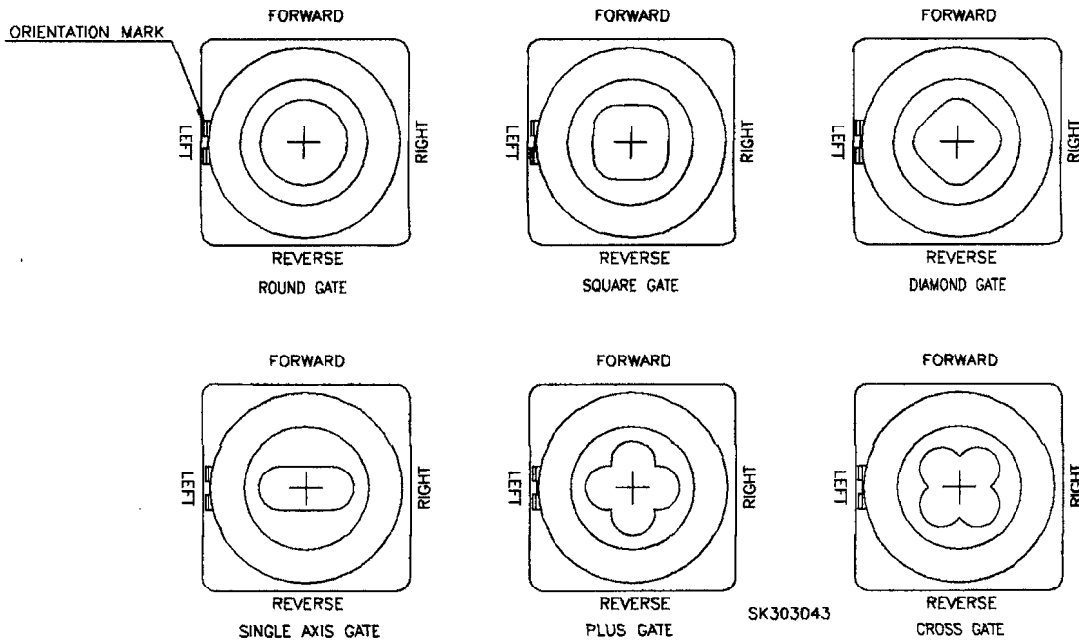 FORWARD
FORWARD
FORWARD
ORIENTATION MARK
LEFT
RIGHT
LEFT
RIGHT
LEFT
RIGHT
REVERSE
REVERSE
REVERSE
ROUND GATE
SQUARE GATE
DIAMOND GATE
FORWARD
FORWARD
FORWARD
LEFT
RIGHT
LEFT
RIGHT
LEFT
RIGHT
REVERSE
REVERSE
SK303043
REVERSE
SINGLE AXIS GATE
PLUS GATE
CROSS GATE